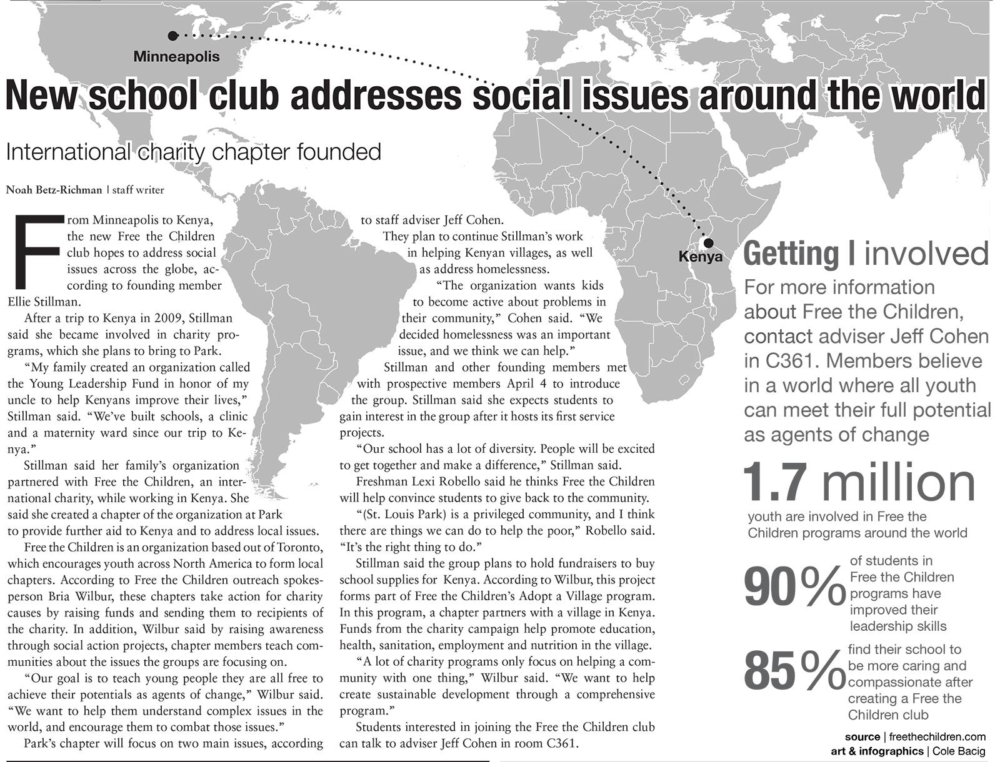 Minneapolis
New school club addresses social issues around the world
International charity chapter founded
Noah Betz-Richman | staff writer
From Minneapolis to Kenya,
the new Free the Children
club hopes to address social
issues across the globe, ac-
cording to founding member
Ellie Stillman.
After a trip to Kenya in 2009, Stillman
said she became involved in charity pro-
grams, which she plans to bring to Park.
“My family created an organization called
the Young Leadership Fund in honor of my
uncle to help Kenyans improve their lives,”
Stillman said. “We’ve built schools, a clinic
and a maternity ward since our trip to Ke-
nya.”
Stillman said her family’s organization
partnered with Free the Children, an inter-
national charity, while working in Kenya. She
said she created a chapter of the organization at Park
to provide further aid to Kenya and to address local issues.
Free the Children is an organization based out of Toronto,
which encourages youth across North America to form local
chapters. According to Free the Children outreach spokes-
person Bria Wilbur, these chapters take action for charity
causes by raising funds and sending them to recipients of
the charity. In addition, Wilbur said by raising awareness
through social action projects, chapter members teach com-
munities about the issues the groups are focusing on.
“Our goal is to teach young people they are all free to
achieve their potentials as agents of change,” Wilbur said.
“We want to help them understand complex issues in the
world, and encourage them to combat those issues.”
Park’s chapter will focus on two main issues, according
to staff adviser Jeff Cohen.
They plan to continue Stillman’s work
in helping Kenyan villages, as well
as address homelessness.
“The organization wants kids
to become active about problems in
their community,” Cohen said. “We
decided homelessness was an important
issue, and we think we can help.”
Stillman and other founding members met
with prospective members April 4 to introduce
the group. Stillman said she expects students to
gain interest in the group after it hosts its first service
projects.
“Our school has a lot of diversity. People will be excited
to get together and make a difference,” Stillman said.
Freshman Lexi Robello said he thinks Free the Children
will help convince students to give back to the community.
“(St. Louis Park) is a privileged community, and I think
there are things we can do to help the poor,” Robello said.
“It’s the right thing to do.”
Stillman said the group plans to hold fundraisers to buy
school supplies for Kenya. According to Wilbur, this project
forms part of Free the Children’s Adopt a Village program.
In this program, a chapter partners with a village in Kenya.
Funds from the charity campaign help promote education,
health, sanitation, employment and nutrition in the village.
“A lot of charity programs only focus on helping a com-
munity with one thing,” Wilbur said. “We want to help
create sustainable development through a comprehensive
program.”
Students interested in joining the Free the Children club
can talk to adviser Jeff Cohen in room C361.
Kenya
Getting | involved
For more information
about Free the Children,
contact adviser Jeff Cohen
in C361. Members believe
in a world where all youth
can meet their full potential
as agents of change
1.7 million
youth are involved in Free the
Children programs around the world
90%
of students in
Free the Children
programs have
improved their
leadership skills
85%
find their school to
be more caring and
compassionate after
creating a Free the
Children club
source | freethechildren.com
art & infographics | Cole Bacig